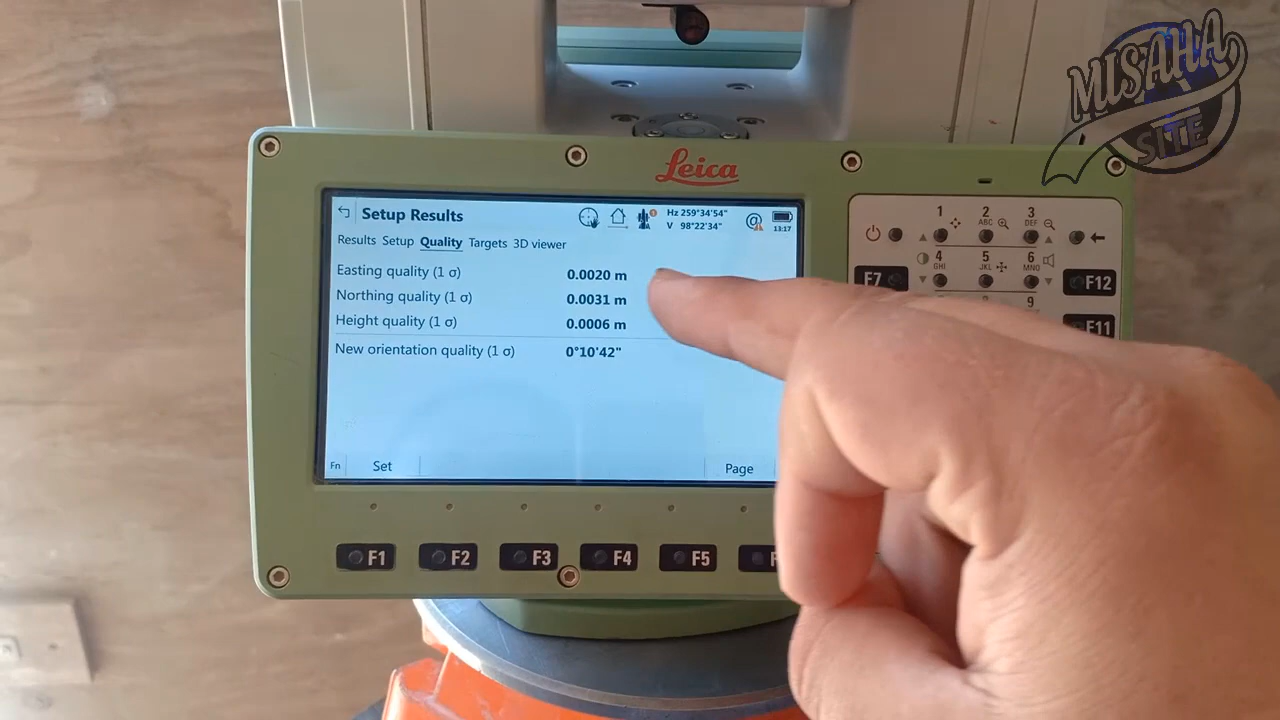 MISAHA
SITE
Leica
Setup Results
Hz 259°34'54"
V 98°22'34"
13:17
Results Setup Quality Targets 3D viewer
Easting quality (1 σ) 0.0020 m
Northing quality (1 σ) 0.0031 m
Height quality (1 σ) 0.0006 m
New orientation quality (1 σ) 0°10'42"
Fn Set Page
1 2 3
ABC DEF
4 5 6
GHI JKL MNO
F7 F12
9
F11
F1 F2 F3 F4 F5 F